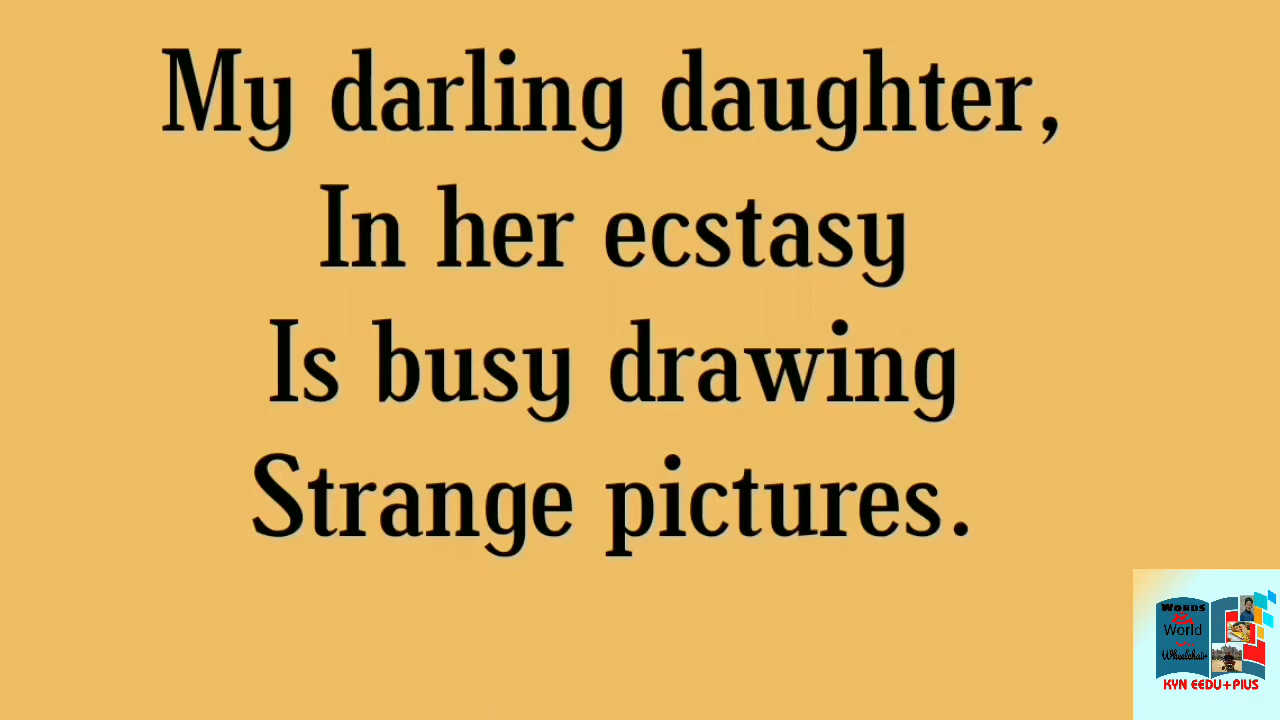 My darling daughter,
In her ecstasy
Is busy drawing
Strange pictures.
WORDS
World
Wheelchair
KYN EEDU+PIUS